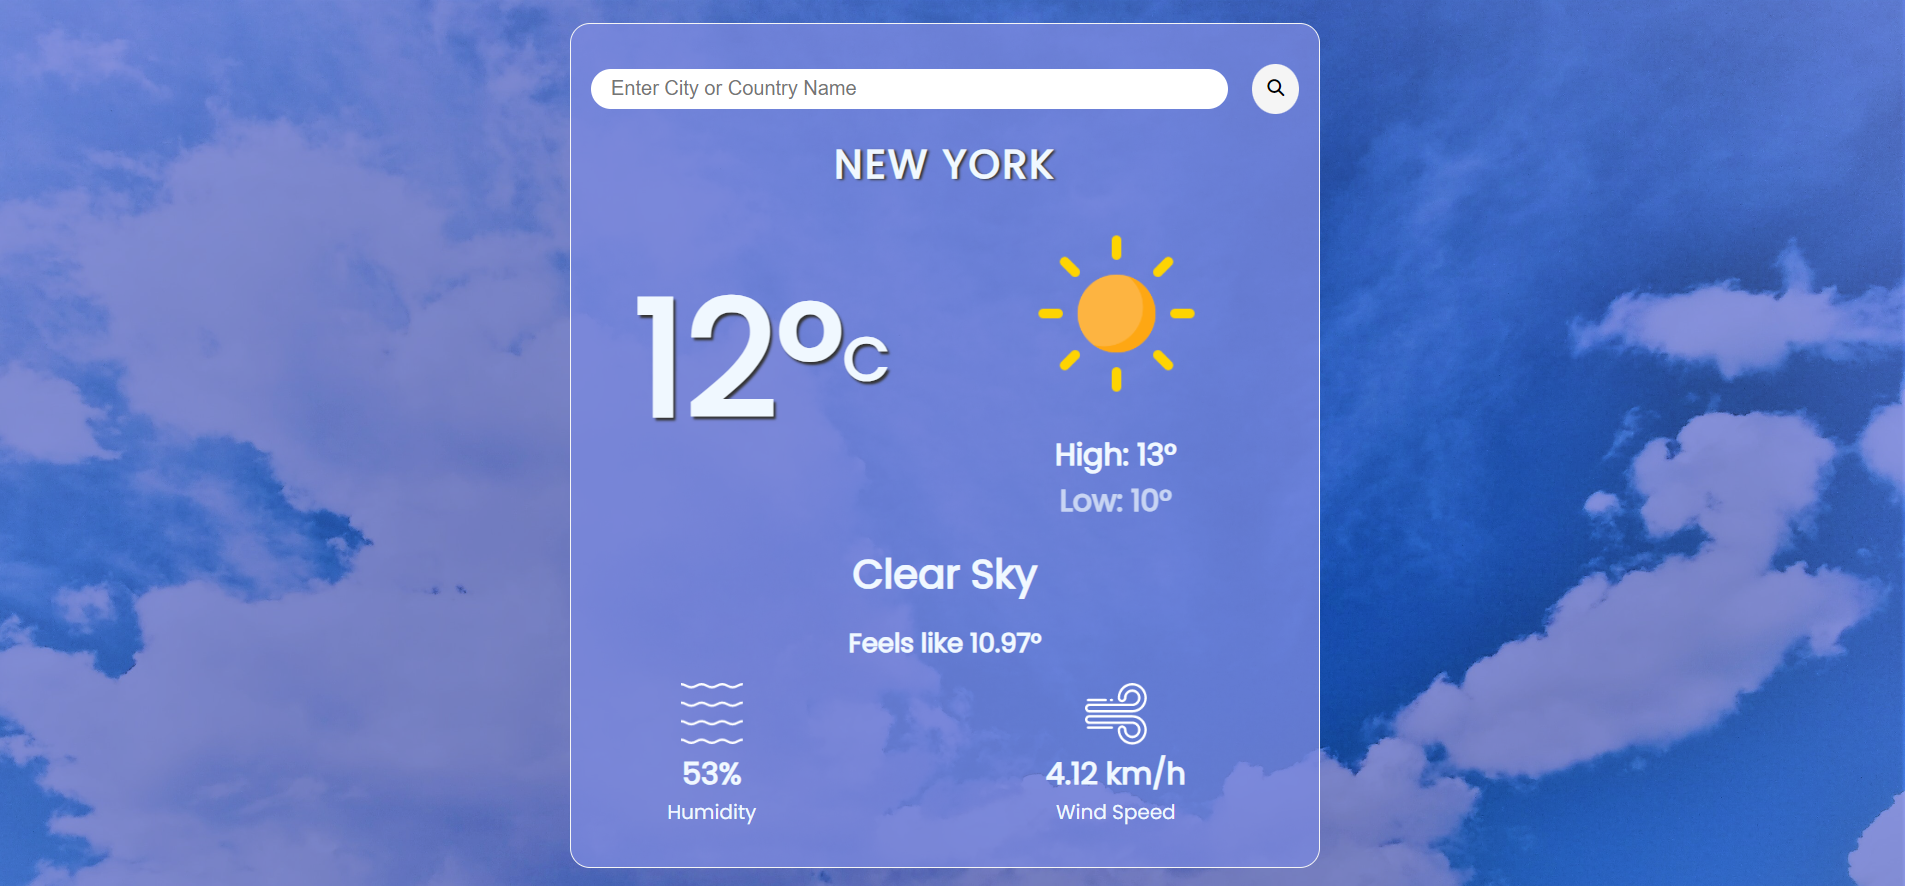 Enter City or Country Name
NEW YORK
12°C
High: 13°
Low: 10°
Clear Sky
Feels like 10.97°
53%
Humidity
4.12 km/h
Wind Speed